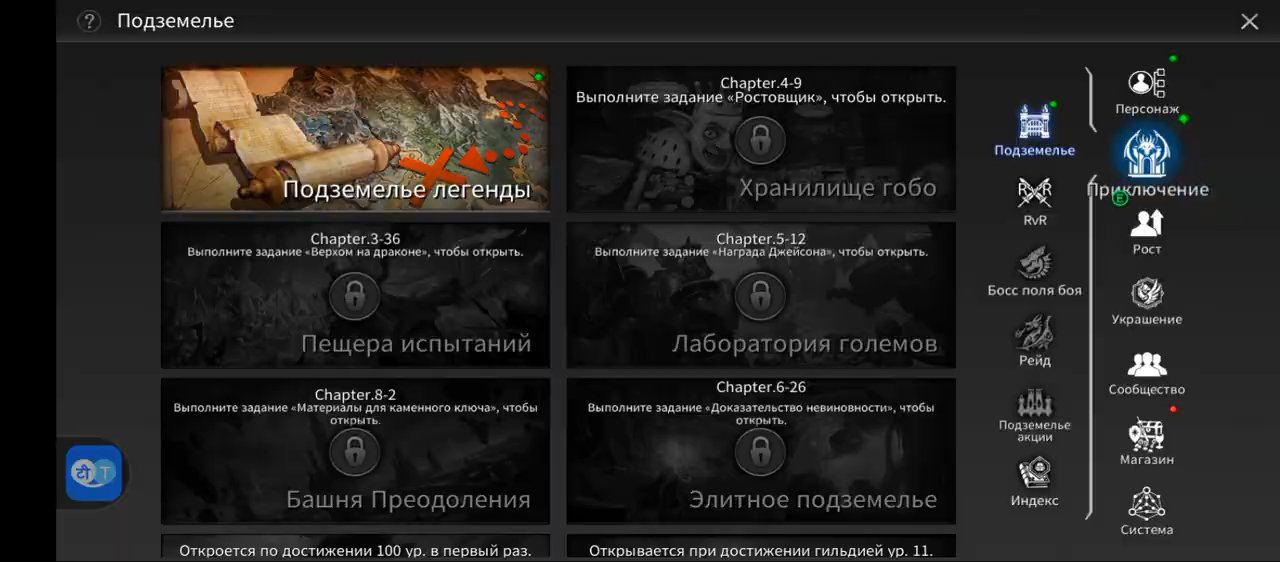 ? Подземелье
Подземелье легенды
Chapter.4-9
Выполните задание «Ростовщик», чтобы открыть.
Хранилище гобо
Chapter.3-36
Выполните задание «Верхом на драконе», чтобы открыть.
Пещера испытаний
Chapter.5-12
Выполните задание «Награда Джейсона», чтобы открыть.
Лаборатория големов
Chapter.8-2
Выполните задание «Материалы для каменного ключа», чтобы
открыть.
Башня Преодоления
Chapter.6-26
Выполните задание «Доказательство невиновности», чтобы
открыть.
Элитное подземелье
Откроется по достижении 100 ур. в первый раз.
Открывается при достижении гильдией ур. 11.
Подземелье
RvR
RvR
Босс поля боя
Рейд
Подземелье
акции
Индекс
Персонаж
Приключение
E
Рост
Украшение
Сообщество
Магазин
Система
टी T